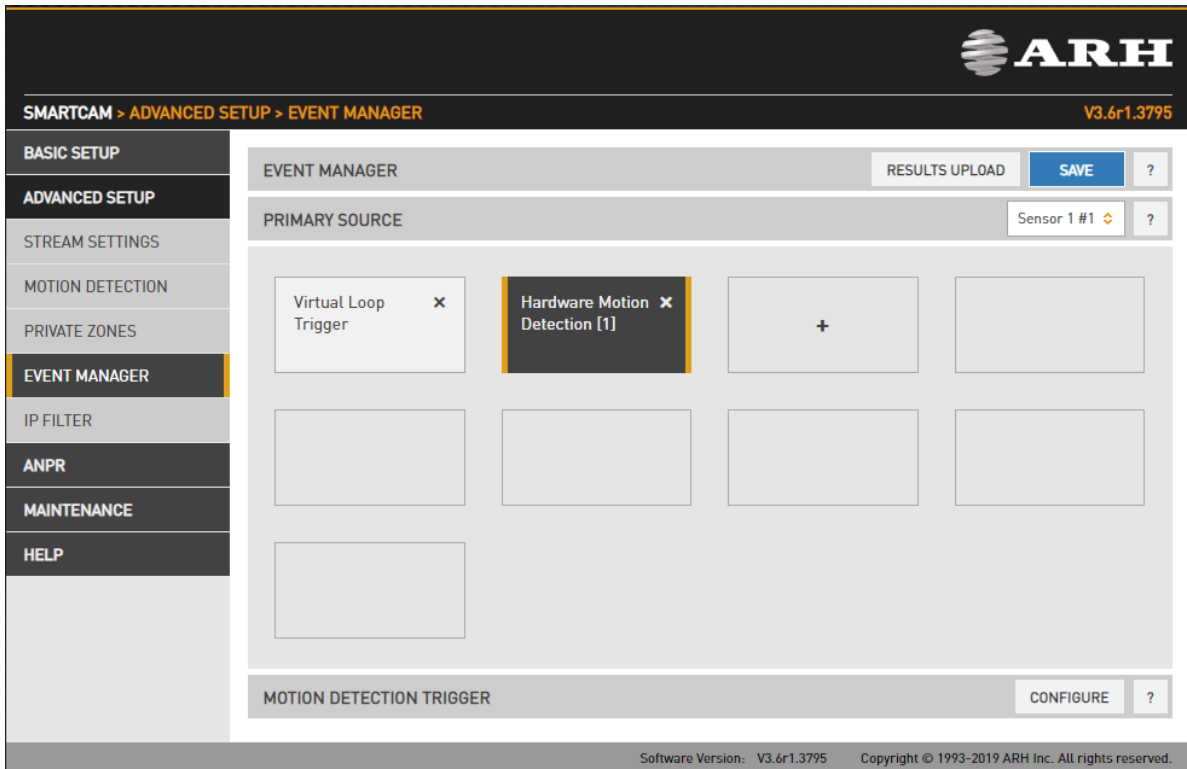 ARH
SMARTCAM > ADVANCED SETUP > EVENT MANAGER V3.6r1.3795
BASIC SETUP
ADVANCED SETUP
STREAM SETTINGS
MOTION DETECTION
PRIVATE ZONES
EVENT MANAGER
IP FILTER
ANPR
MAINTENANCE
HELP
EVENT MANAGER RESULTS UPLOAD SAVE ?
PRIMARY SOURCE Sensor 1 #1 ?
Virtual Loop ×
Trigger
Hardware Motion ×
Detection [1]
+
MOTION DETECTION TRIGGER CONFIGURE ?
Software Version: V3.6r1.3795 Copyright © 1993-2019 ARH Inc. All rights reserved.